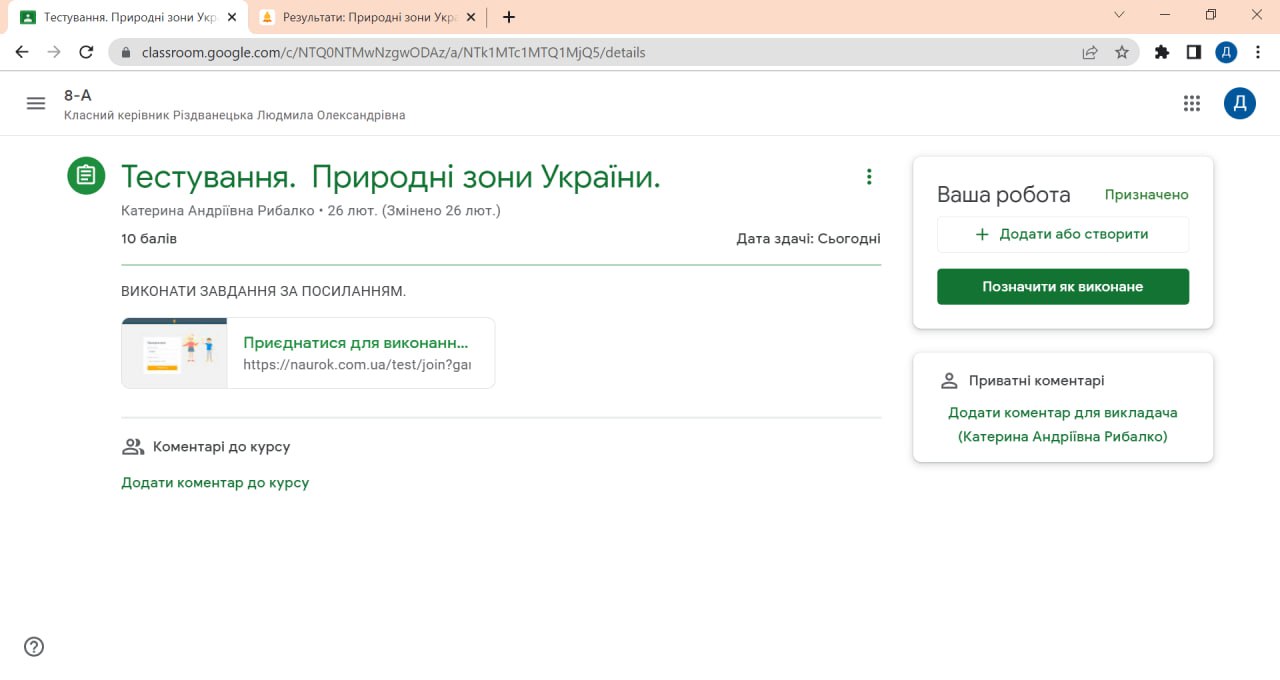 Тестування. Природні зони Укр
Результати: Природні зони Укра
classroom.google.com/c/NTQ0NTMwNzgwODAz/a/NTk1MTc1MTQ1MjQ5/details
Д
8-А
Класний керівник Різдванецька Людмила Олександрівна
Д
Тестування. Природні зони України.
Катерина Андріївна Рибалко • 26 лют. (Змінено 26 лют.)
10 балів
Дата здачі: Сьогодні
ВИКОНАТИ ЗАВДАННЯ ЗА ПОСИЛАННЯМ.
Приєднатися для виконанн...
https://naurok.com.ua/test/join?gar
Коментарі до курсу
Додати коментар до курсу
Ваша робота
Призначено
+ Додати або створити
Позначити як виконане
Приватні коментарі
Додати коментар для викладача
(Катерина Андріївна Рибалко)